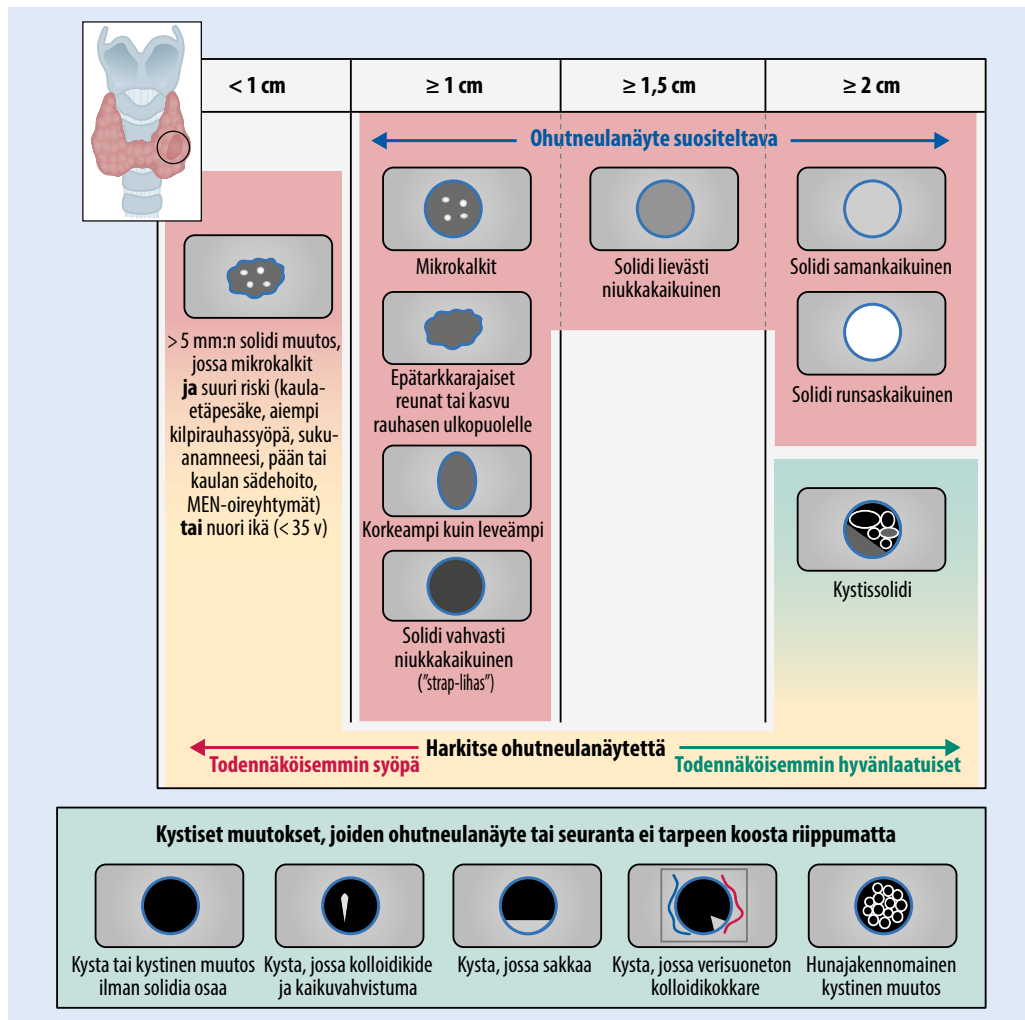 < 1 cm
≥ 1 cm
≥ 1,5 cm
≥ 2 cm
Ohutneulanäyte suositeltava
> 5 mm:n solidi muutos,
jossa mikrokalkit
ja suuri riski (kaula-
etäpesäke, aiempi
kilpirauhassyöpä, suku-
anamneesi, pään tai
kaulan sädehoito,
MEN-oireyhtymät)
tai nuori ikä (< 35 v)
Mikrokalkit
Epätarkkarajaiset
reunat tai kasvu
rauhasen ulkopuolelle
Korkeampi kuin leveämpi
Solidi vahvasti
niukkakaikuinen
("strap-lihas")
Solidi lievästi
niukkakaikuinen
Solidi samankaikuinen
Solidi runsaskaikuinen
Kystissolidi
Harkitse ohutneulanäytettä
Todennäköisemmin syöpä
Todennäköisemmin hyvänlaatuiset
Kystiset muutokset, joiden ohutneulanäyte tai seuranta ei tarpeen koosta riippumatta
Kysta tai kystinen muutos
ilman solidia osaa
Kysta, jossa kolloidikide
ja kaikuvahvistuma
Kysta, jossa sakkaa
Kysta, jossa verisuoneton
kolloidikokkare
Hunajakennomainen
kystinen muutos